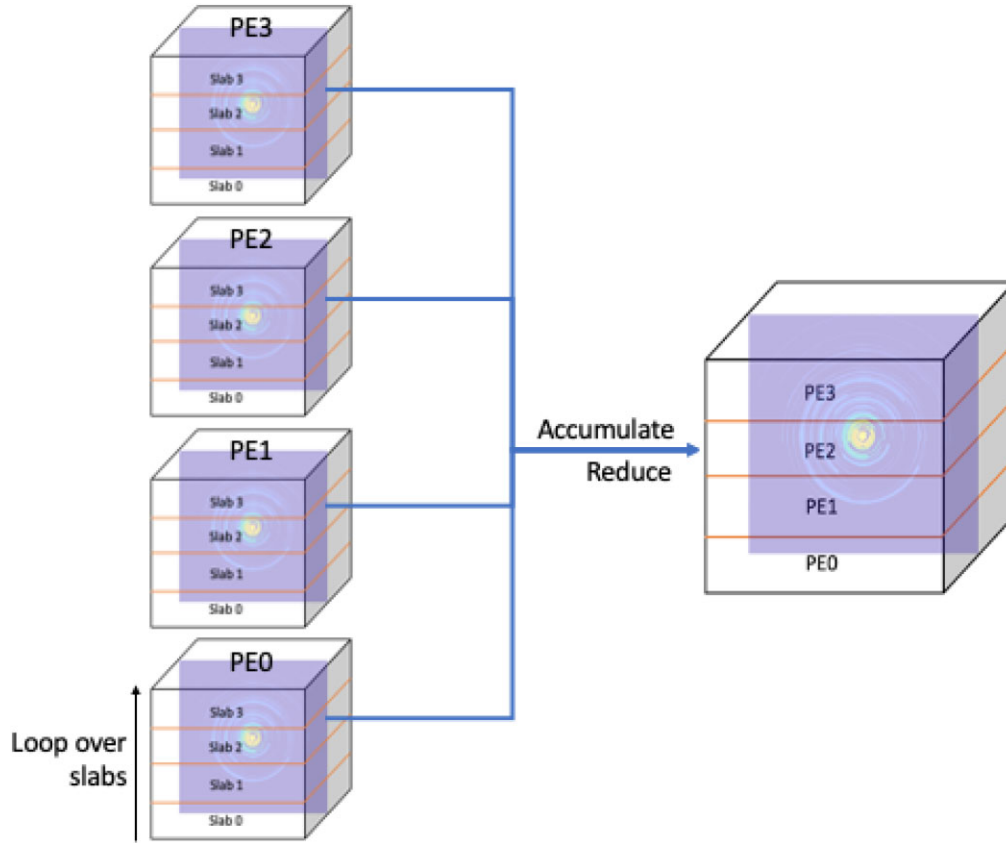 PE3
Slab 3
Slab 2
Slab 1
Slab 0
PE2
Slab 3
Slab 2
Slab 1
Slab 0
PE1
Slab 3
Slab 2
Slab 1
Slab 0
PE0
Slab 3
Slab 2
Slab 1
Slab 0
Loop over
slabs
Accumulate
Reduce
PE3
PE2
PE1
PE0